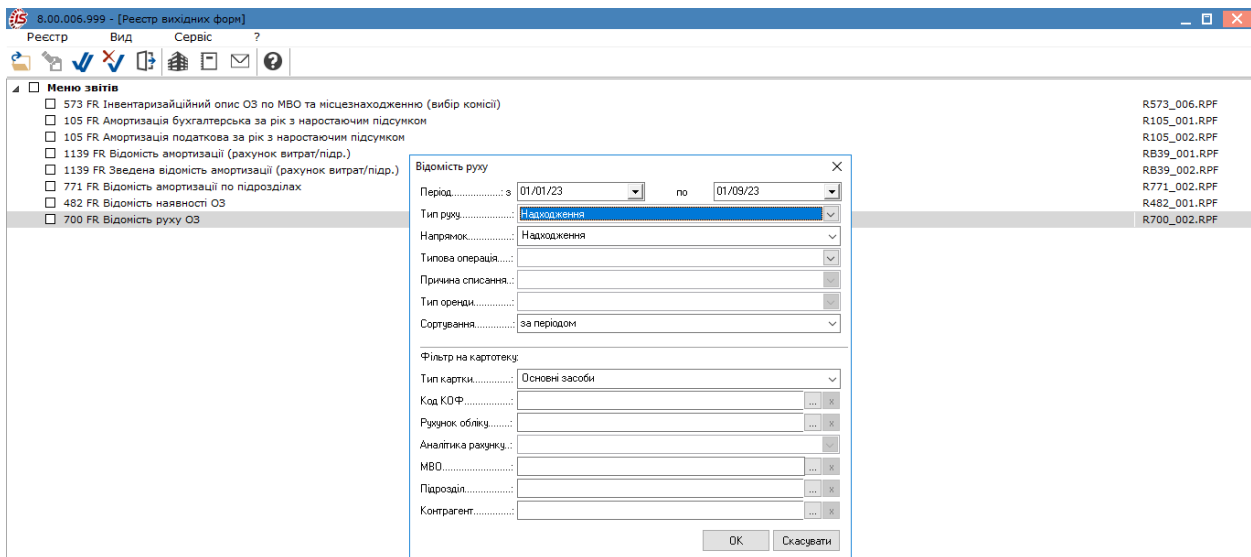 8.00.006.999 - [Реєстр вихідних форм]
Реєстр Вид Сервіс ?
Меню звітів
573 FR Інвентаризайційний опис ОЗ по МВО та місцезнаходженню (вибір комісії) R573_006.RPF
105 FR Амортизація бухгалтерська за рік з наростаючим підсумком R105_001.RPF
105 FR Амортизація податкова за рік з наростаючим підсумком R105_002.RPF
1139 FR Відомість амортизації (рахунок витрат/підр.) RB39_001.RPF
1139 FR Зведена відомість амортизації (рахунок витрат/підр.) RB39_002.RPF
771 FR Відомість амортизації по підрозділах R771_002.RPF
482 FR Відомість наявності ОЗ R482_001.RPF
700 FR Відомість руху ОЗ R700_002.RPF
Відомість руху
Період.................: з 01/01/23 по 01/09/23
Тип руху..................: Надходження
Напрямок................: Надходження
Типова операція.....: 
Причина списання..:
Тип оренди.............:
Сортування.............: за періодом
Фільтр на картотеку:
Тип картки.............: Основні засоби
Код КОФ................: ... x
Рухунок обліку.......: ... x
Аналітика рахунку..:
МВО.......................: ... x
Підрозділ................: ... x
Контрагент.............: ... x
OK Скасувати